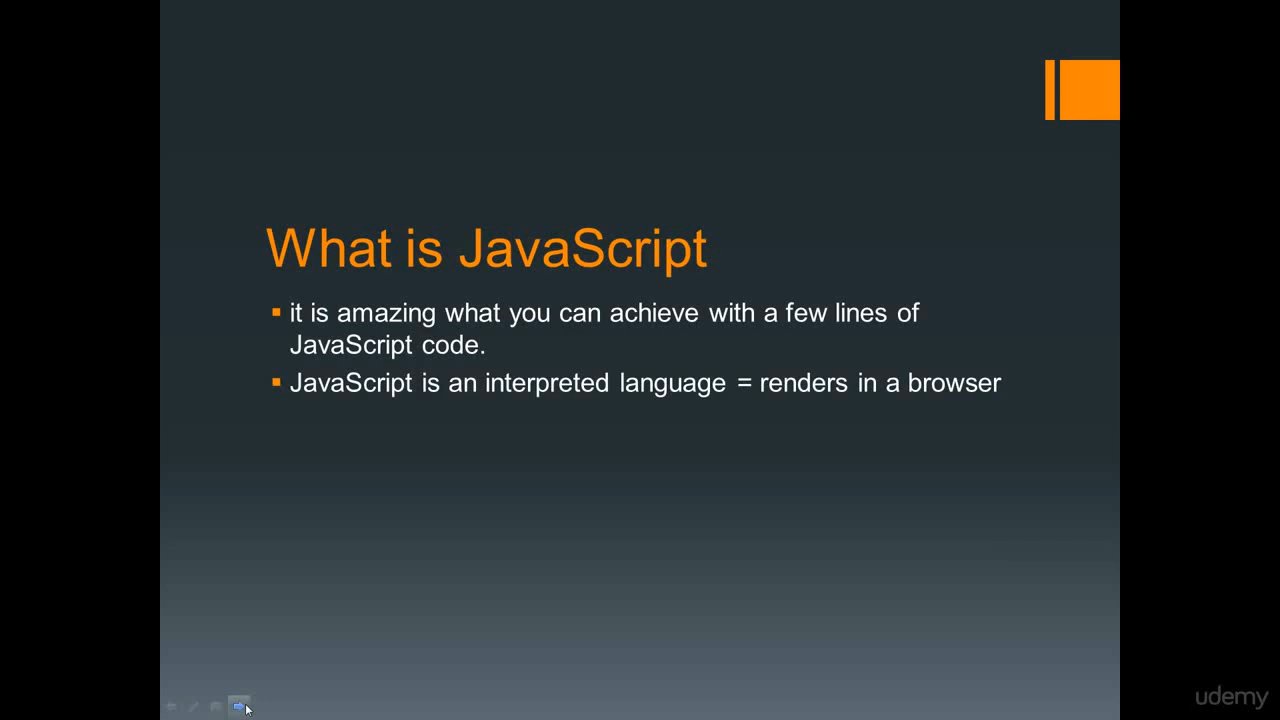 What is JavaScript
it is amazing what you can achieve with a few lines of
JavaScript code.
JavaScript is an interpreted language = renders in a browser
udemy